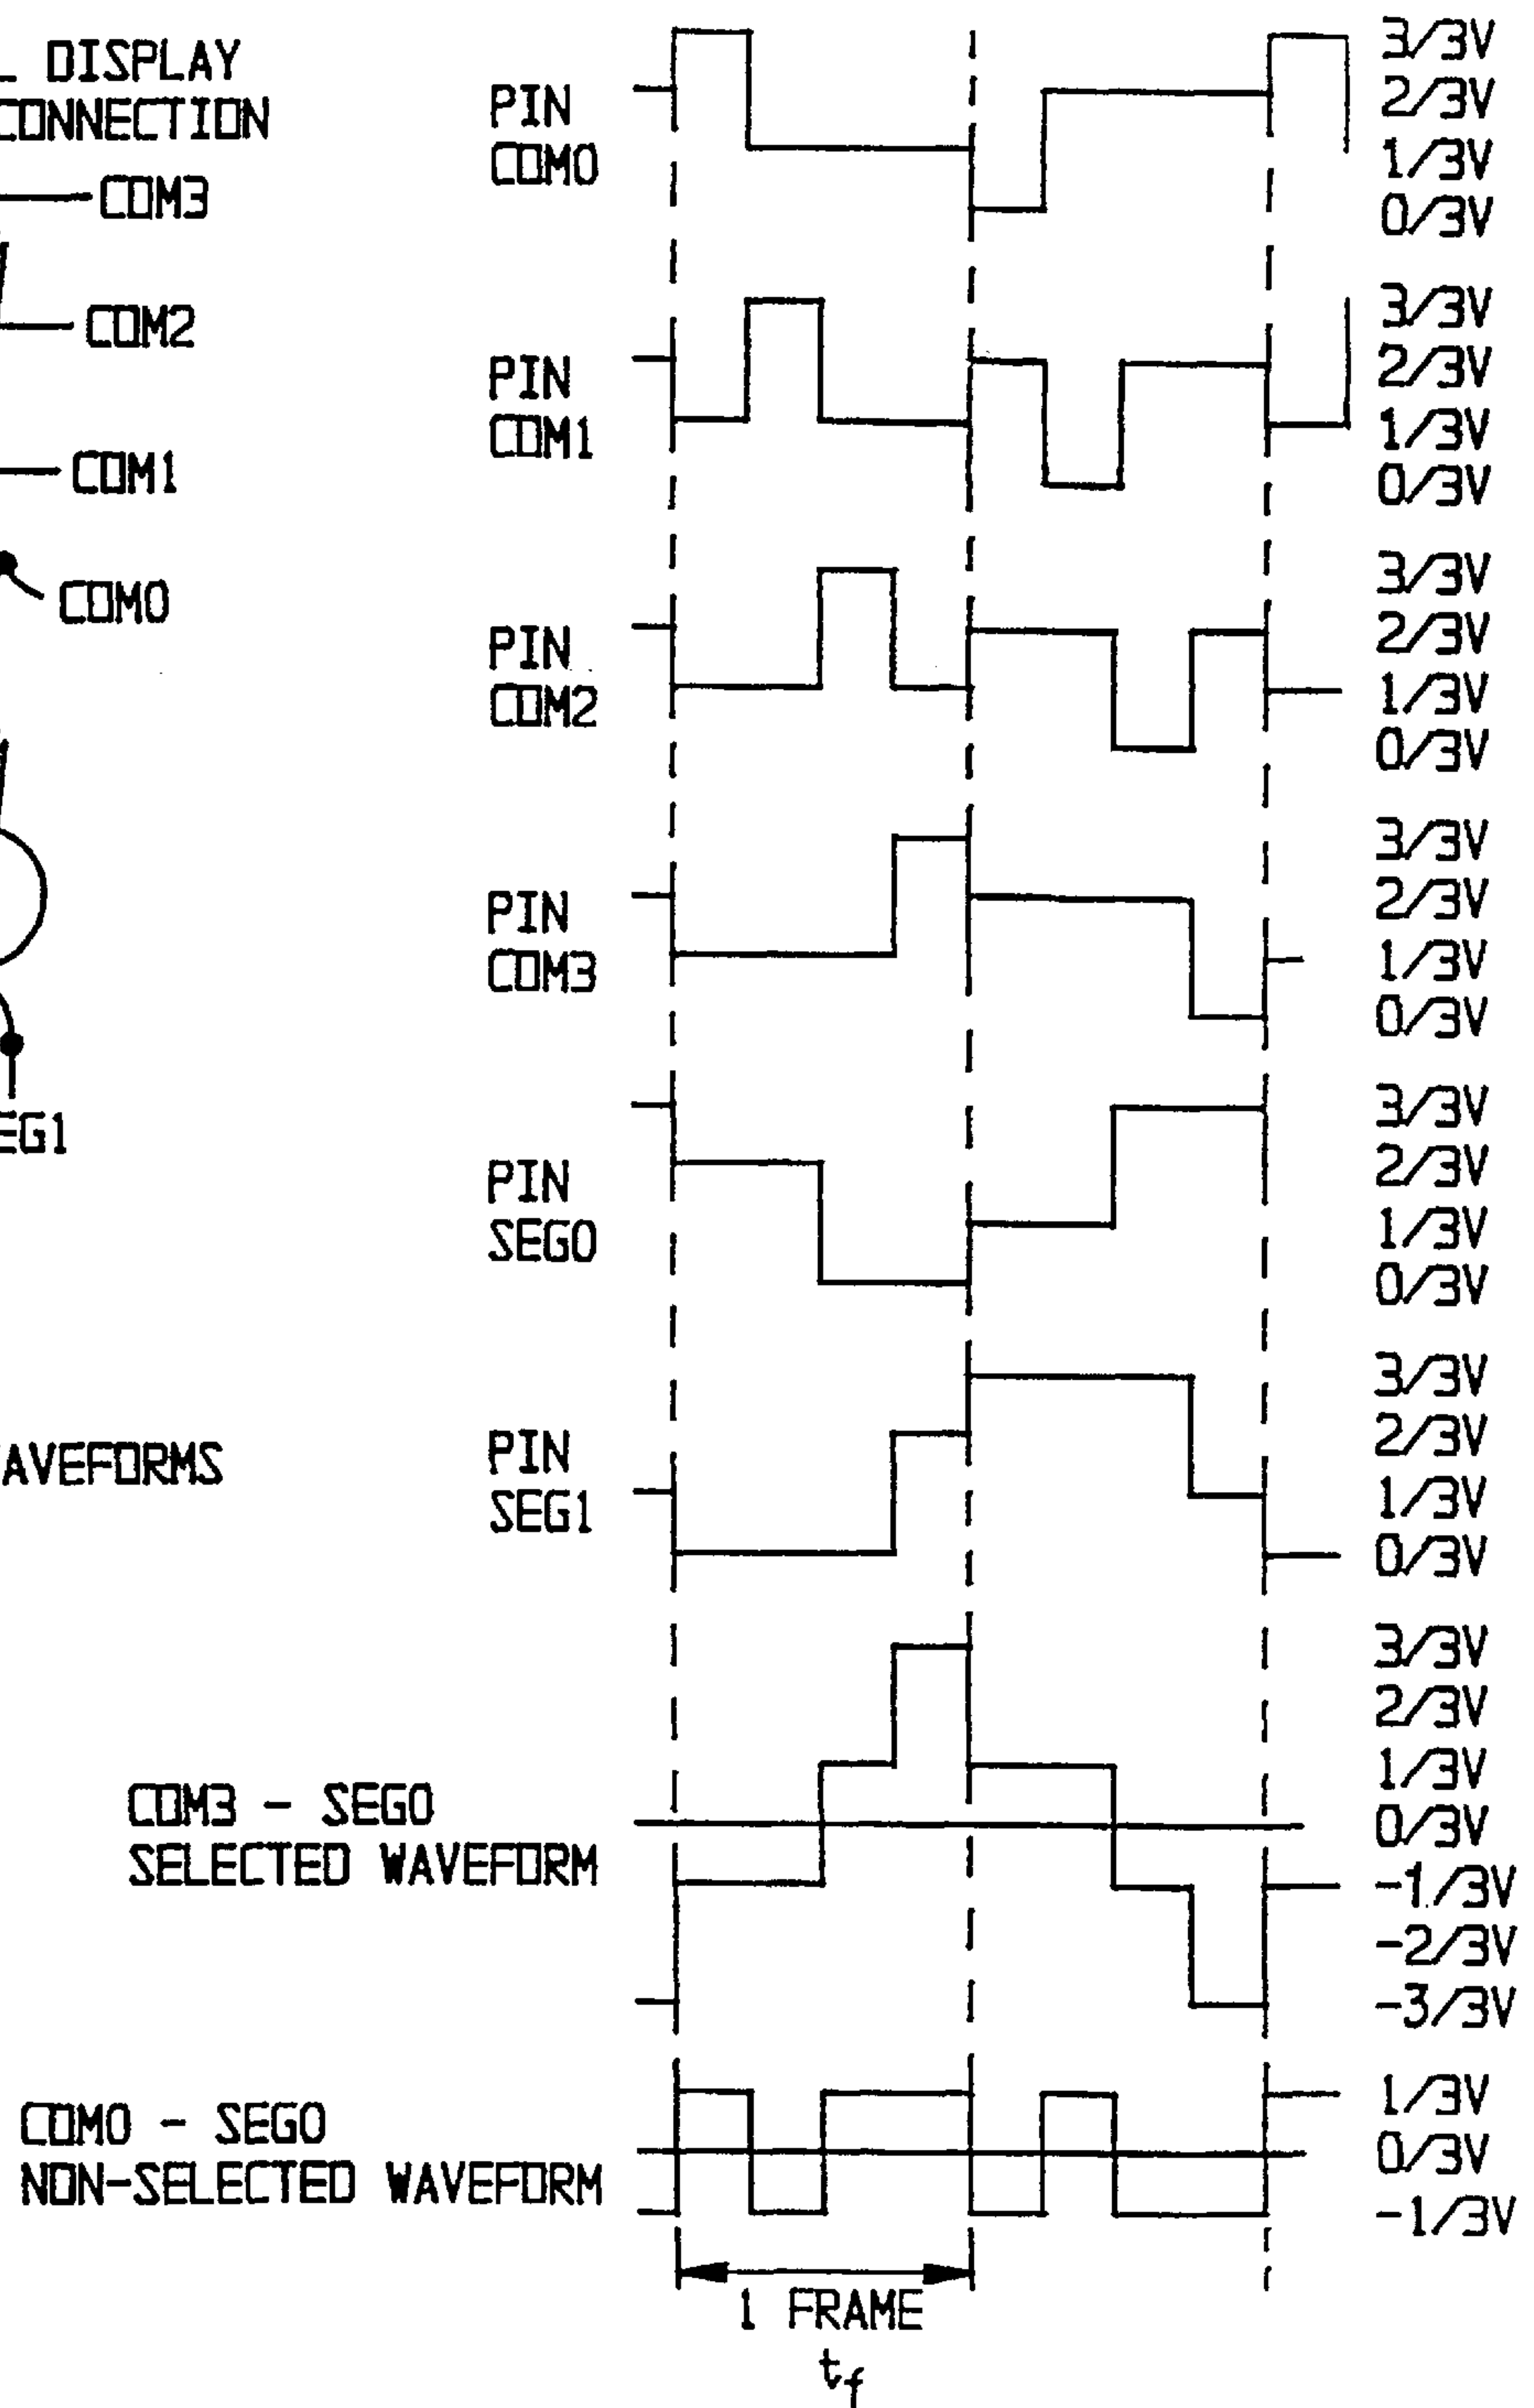 L DISPLAY
CONNECTION
COM3
COM2
COM1
COM0
EG1
AVEFORMS
PIN
COM0
3/3V
2/3V
1/3V
0/3V
PIN
COM1
3/3V
2/3V
1/3V
0/3V
PIN
COM2
3/3V
2/3V
1/3V
0/3V
PIN
COM3
3/3V
2/3V
1/3V
0/3V
PIN
SEG0
3/3V
2/3V
1/3V
0/3V
PIN
SEG1
3/3V
2/3V
1/3V
0/3V
COM3 - SEG0
SELECTED WAVEFORM
3/3V
2/3V
1/3V
0/3V
-1/3V
-2/3V
-3/3V
COM0 - SEG0
NON-SELECTED WAVEFORM
1/3V
0/3V
-1/3V
1 FRAME
tf